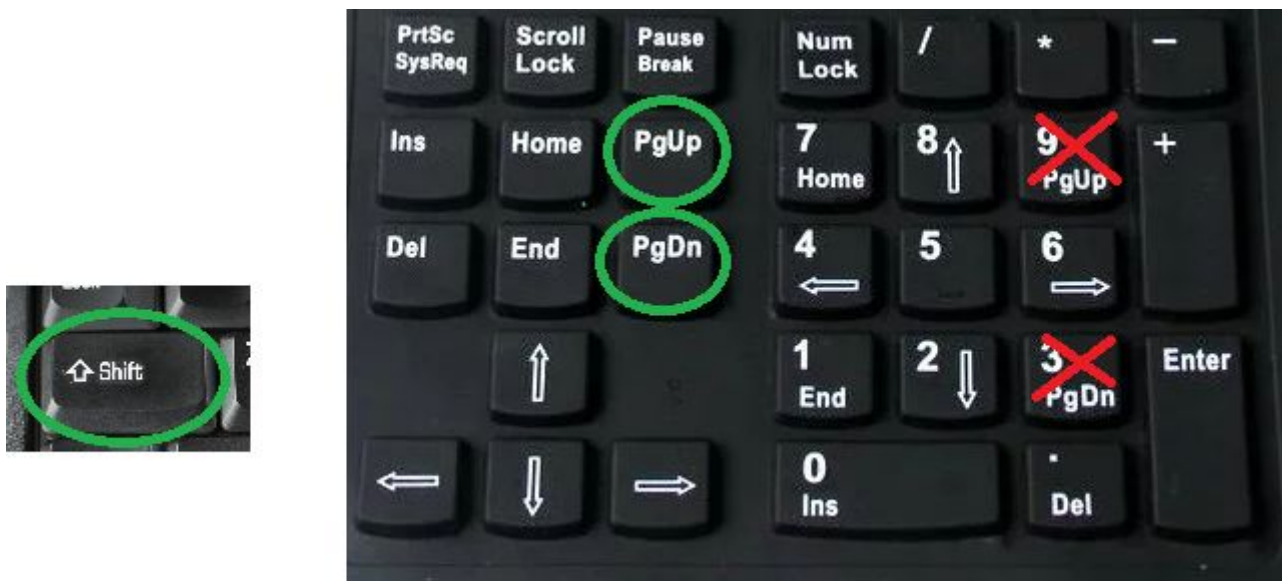 PrtSc
SysReq
Scroll
Lock
Pause
Break
Num
Lock
/
*
-
Ins
Home
PgUp
7
Home
8
9
PgUp
+
Del
End
PgDn
4
5
6
Shift
1
End
2
3
PgDn
Enter
0
Ins
.
Del